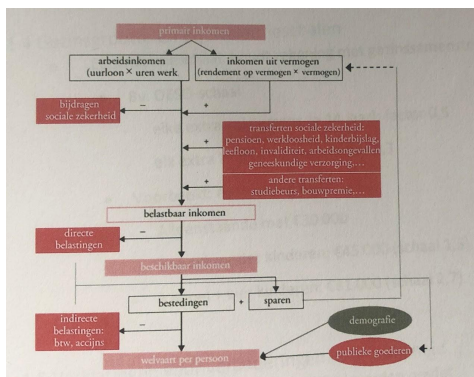 primair inkomen
arbeidsinkomen
(uurloon × uren werk)
inkomen uit vermogen
(rendement op vermogen × vermogen)
bijdragen
sociale zekerheid
–
+
transferten sociale zekerheid:
pensioen, werkloosheid, kinderbijslag,
leefloon, invaliditeit, arbeidsongevallen,
geneeskundige verzorging,...
+
andere transferten:
studiebeurs, bouwpremie,...
+
belastbaar inkomen
directe
belastingen
–
beschikbaar inkomen
bestedingen
+
sparen
indirecte
belastingen:
btw, accijns
–
demografie
publieke goederen
welvaart per persoon